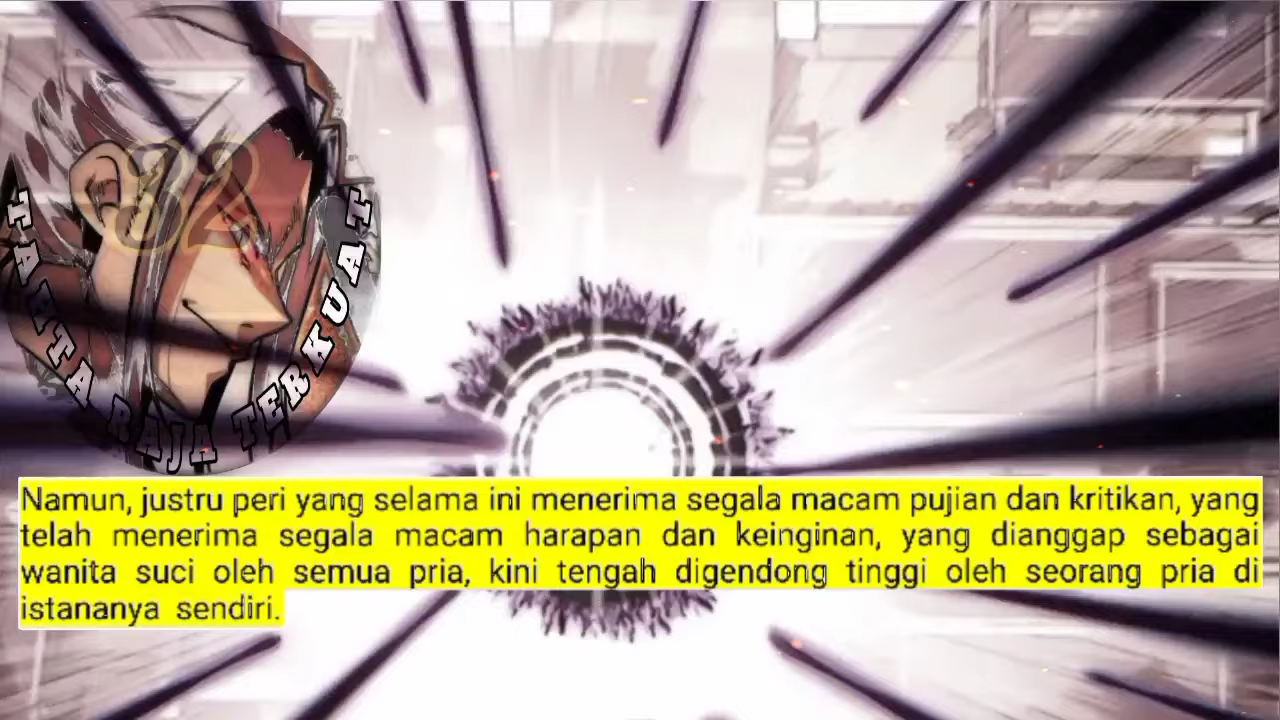 32
TAHTA RAJA TERKUAT
Namun, justru peri yang selama ini menerima segala macam pujian dan kritikan, yang
telah menerima segala macam harapan dan keinginan, yang dianggap sebagai
wanita suci oleh semua pria, kini tengah digendong tinggi oleh seorang pria di
istananya sendiri.